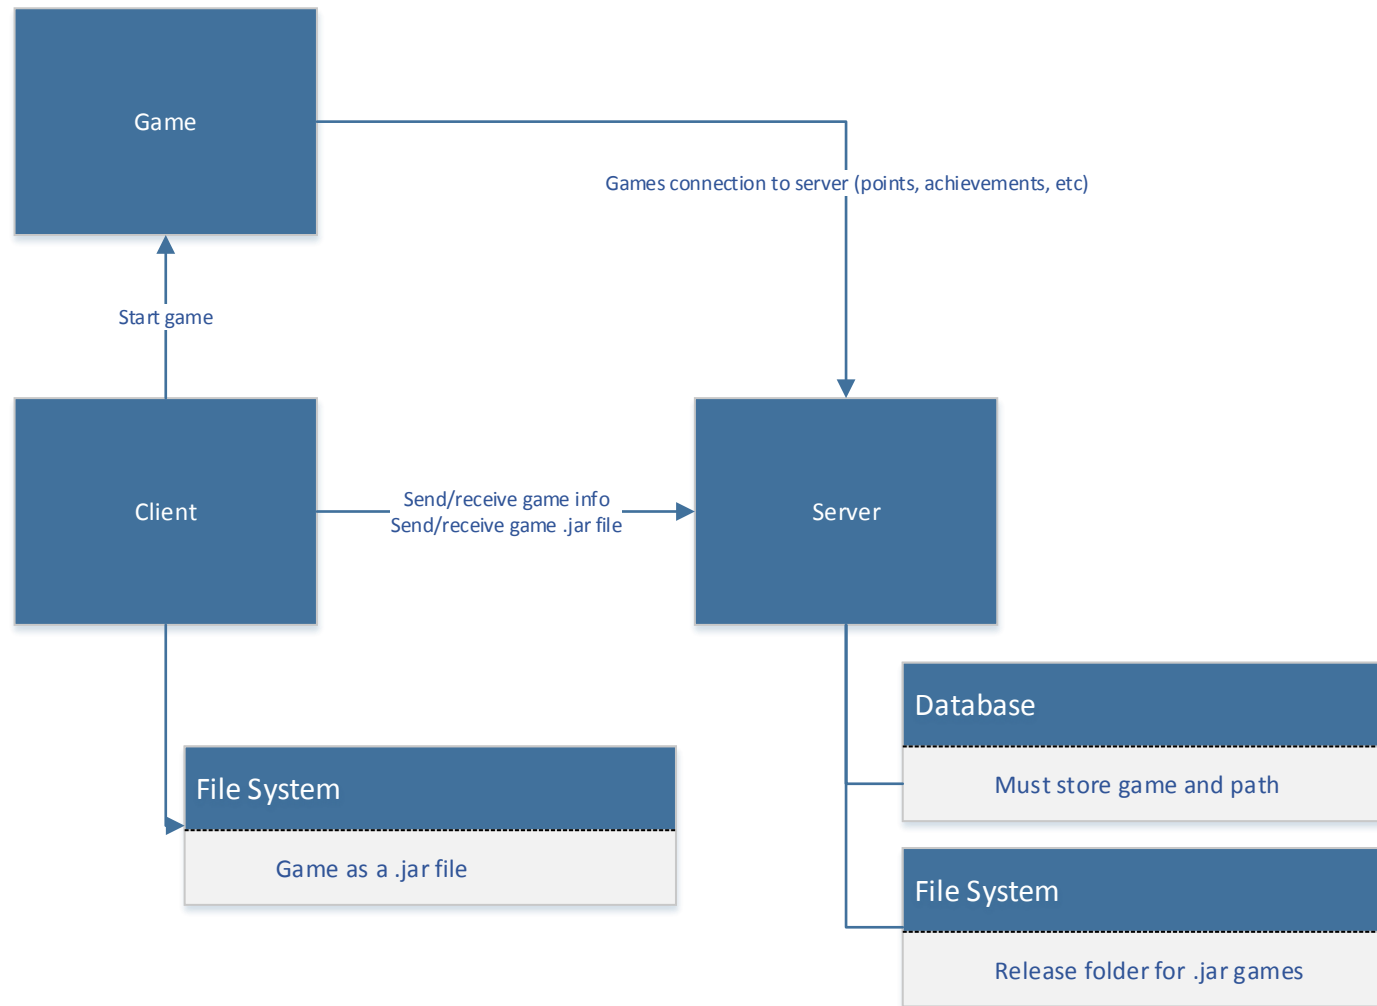 Game
Games connection to server (points, achievements, etc)
Start game
Client
Send/receive game info
Send/receive game .jar file
Server
Database
Must store game and path
File System
Game as a .jar file
File System
Release folder for .jar games